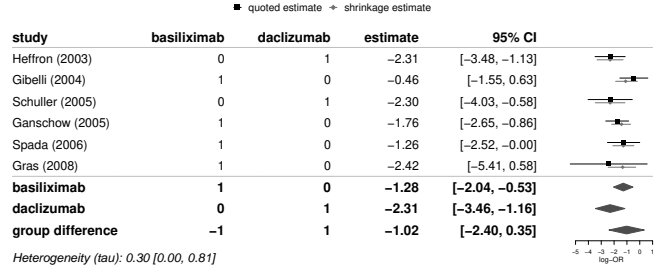 quoted estimate shrinkage estimate
study basiliximab daclizumab estimate 95% CI
Heffron (2003) 0 1 −2.31 [−3.48, −1.13]
Gibelli (2004) 1 0 −0.46 [−1.55, 0.63]
Schuller (2005) 0 1 −2.30 [−4.03, −0.58]
Ganschow (2005) 1 0 −1.76 [−2.65, −0.86]
Spada (2006) 1 0 −1.26 [−2.52, −0.00]
Gras (2008) 1 0 −2.42 [−5.41, 0.58]
basiliximab 1 0 −1.28 [−2.04, −0.53]
daclizumab 0 1 −2.31 [−3.46, −1.16]
group difference −1 1 −1.02 [−2.40, 0.35]
−5 −4 −3 −2 −1 0 1
log−OR
Heterogeneity (tau): 0.30 [0.00, 0.81]